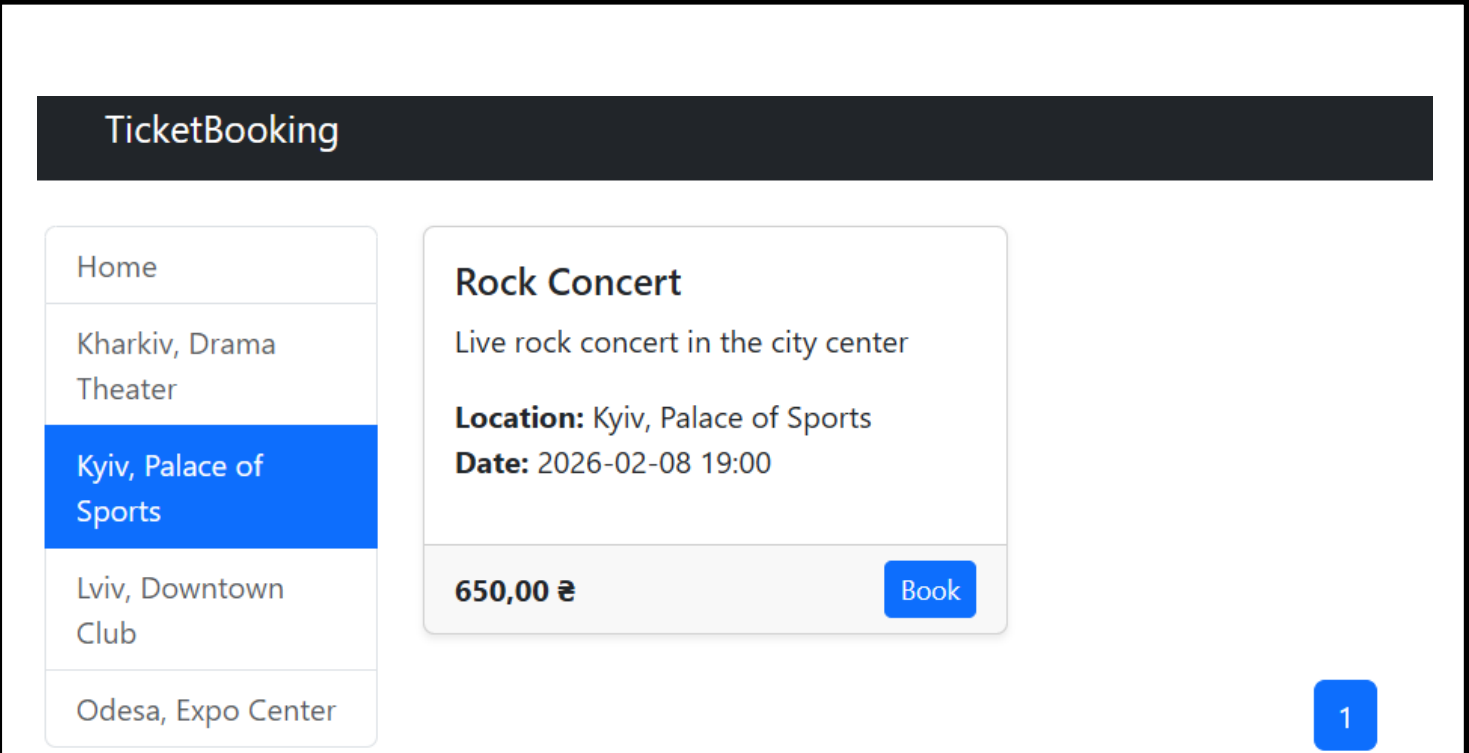 TicketBooking
Home
Kharkiv, Drama
Theater
Kyiv, Palace of
Sports
Lviv, Downtown
Club
Odesa, Expo Center
Rock Concert
Live rock concert in the city center
Location: Kyiv, Palace of Sports
Date: 2026-02-08 19:00
650,00 ₴
Book
1